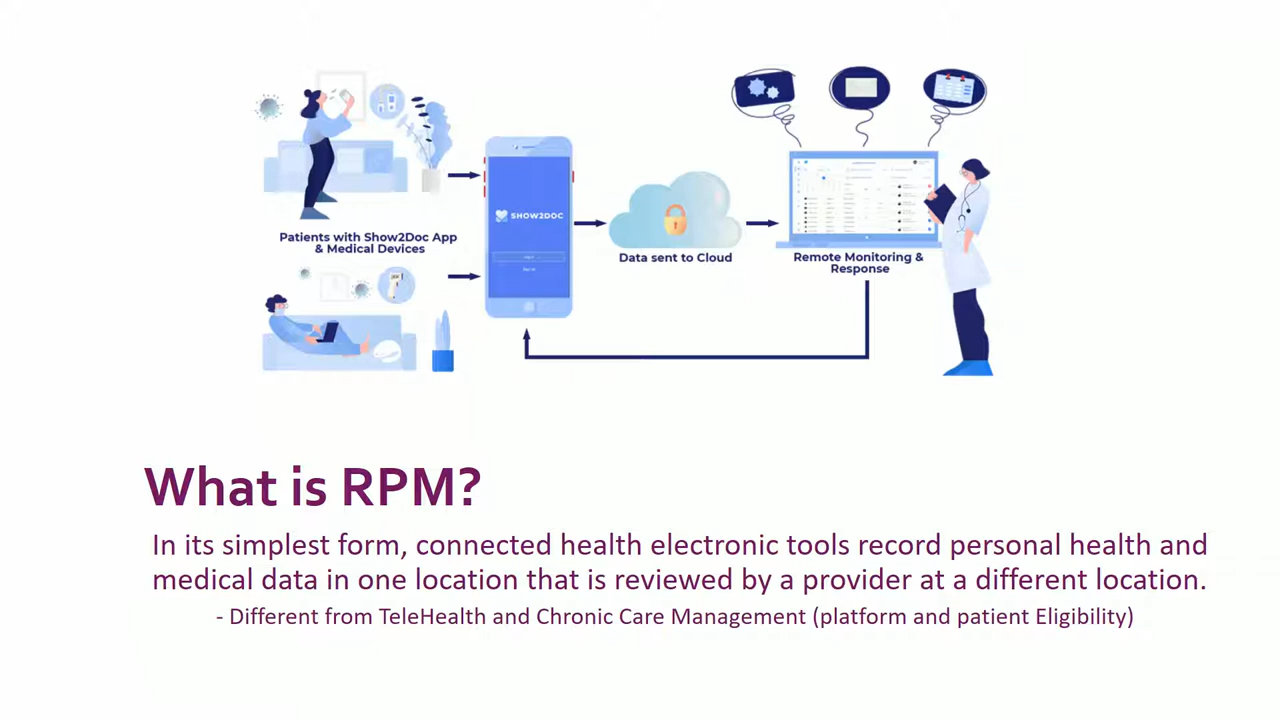 SHOW2DOC
Patients with Show2Doc App
& Medical Devices
Data sent to Cloud
Remote Monitoring &
Response
What is RPM?
In its simplest form, connected health electronic tools record personal health and
medical data in one location that is reviewed by a provider at a different location.
- Different from TeleHealth and Chronic Care Management (platform and patient Eligibility)